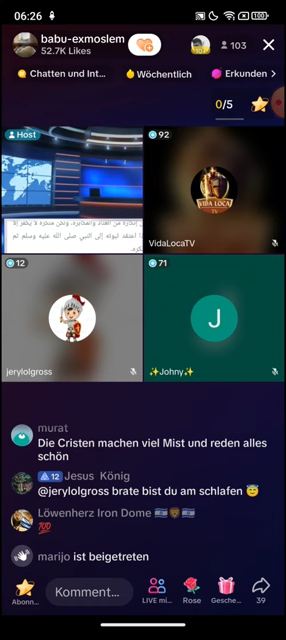 06:26
100
babu-exmoslem
52.7K Likes
103
Chatten und Int...
Wöchentlich
Erkunden
0/5
Host
92
VIDA LOCA
TV
VidaLocaTV
12
jerylolgross
71
J
✨Johny✨
murat
Die Cristen machen viel Mist und reden alles
schön
12 Jesus König
@jerylolgross brate bist du am schlafen 😇
Löwenherz Iron Dome 🇮🇱🦁🇮🇱
💯
marijo ist beigetreten
Abonn...
Komment...
LIVE mi...
Rose
Gesche...
39